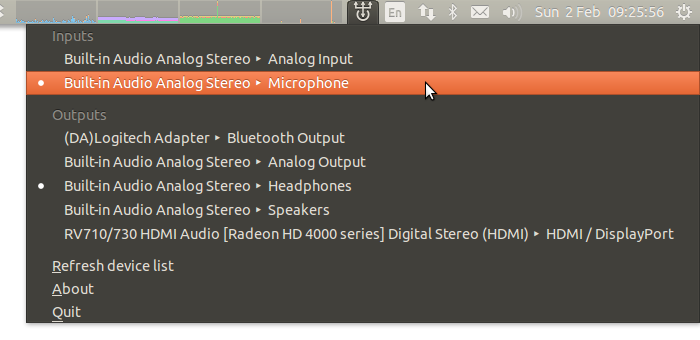 En Sun 2 Feb 09:25:56
Inputs
Built-in Audio Analog Stereo ‣ Analog Input
Built-in Audio Analog Stereo ‣ Microphone
Outputs
(DA)Logitech Adapter ‣ Bluetooth Output
Built-in Audio Analog Stereo ‣ Analog Output
Built-in Audio Analog Stereo ‣ Headphones
Built-in Audio Analog Stereo ‣ Speakers
RV710/730 HDMI Audio [Radeon HD 4000 series] Digital Stereo (HDMI) ‣ HDMI / DisplayPort
Refresh device list
About
Quit